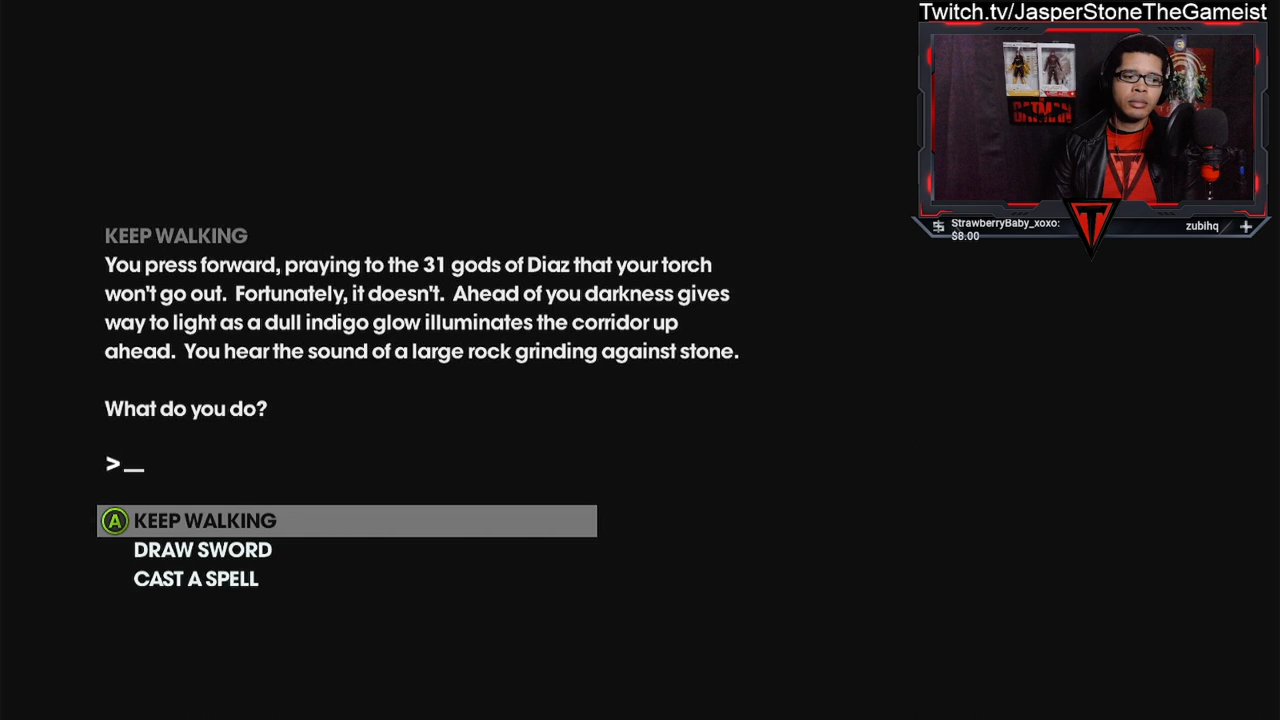 Twitch.tv/JasperStoneTheGameist
StrawberryBaby_xoxo:
$8.00
zubihq
KEEP WALKING
You press forward, praying to the 31 gods of Diaz that your torch
won't go out.  Fortunately, it doesn't.  Ahead of you darkness gives
way to light as a dull indigo glow illuminates the corridor up
ahead.  You hear the sound of a large rock grinding against stone.
What do you do?
>__
A KEEP WALKING
DRAW SWORD
CAST A SPELL